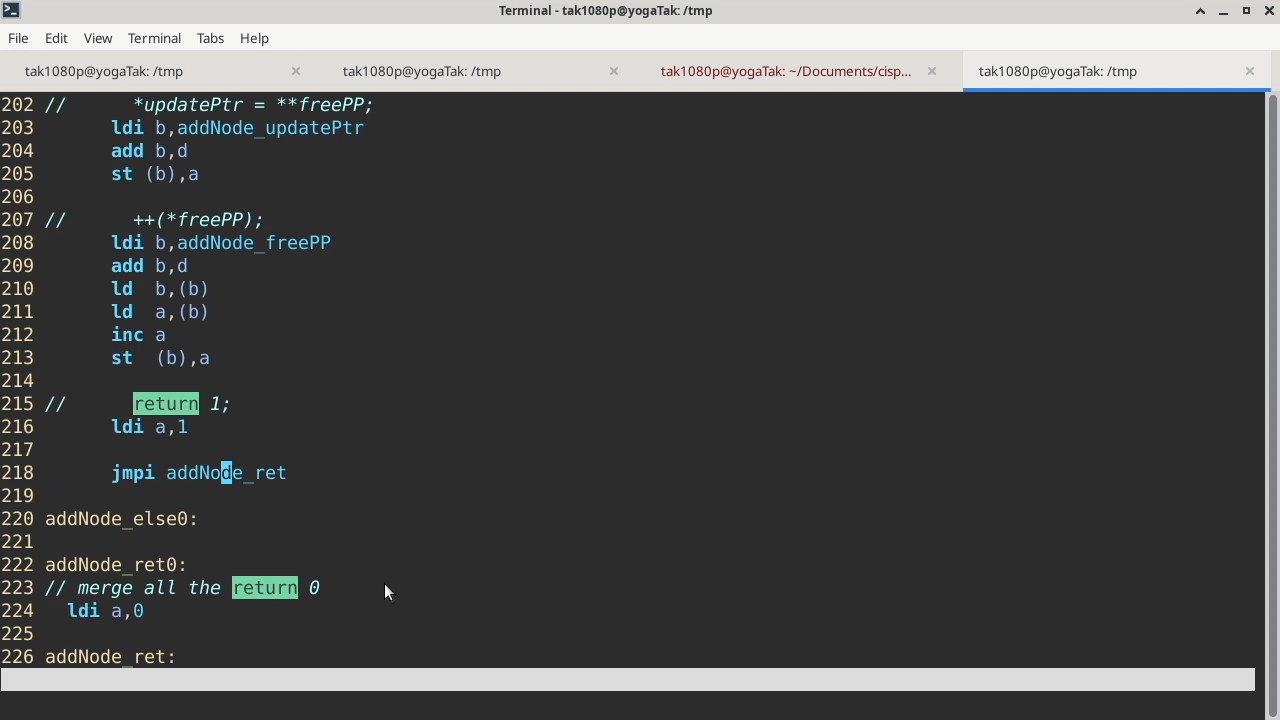 Terminal - tak1080p@yogaTak: /tmp
File Edit View Terminal Tabs Help
tak1080p@yogaTak: /tmp tak1080p@yogaTak: /tmp tak1080p@yogaTak: ~/Documents/cisp... tak1080p@yogaTak: /tmp
202 //      *updatePtr = **freePP;
203       ldi b,addNode_updatePtr
204       add b,d
205       st (b),a
206
207 //      ++(*freePP);
208       ldi b,addNode_freePP
209       add b,d
210       ld  b,(b)
211       ld  a,(b)
212       inc a
213       st  (b),a
214
215 //      return 1;
216       ldi a,1
217
218       jmpi addNode_ret
219
220 addNode_else0:
221
222 addNode_ret0:
223 // merge all the return 0
224   ldi a,0
225
226 addNode_ret: